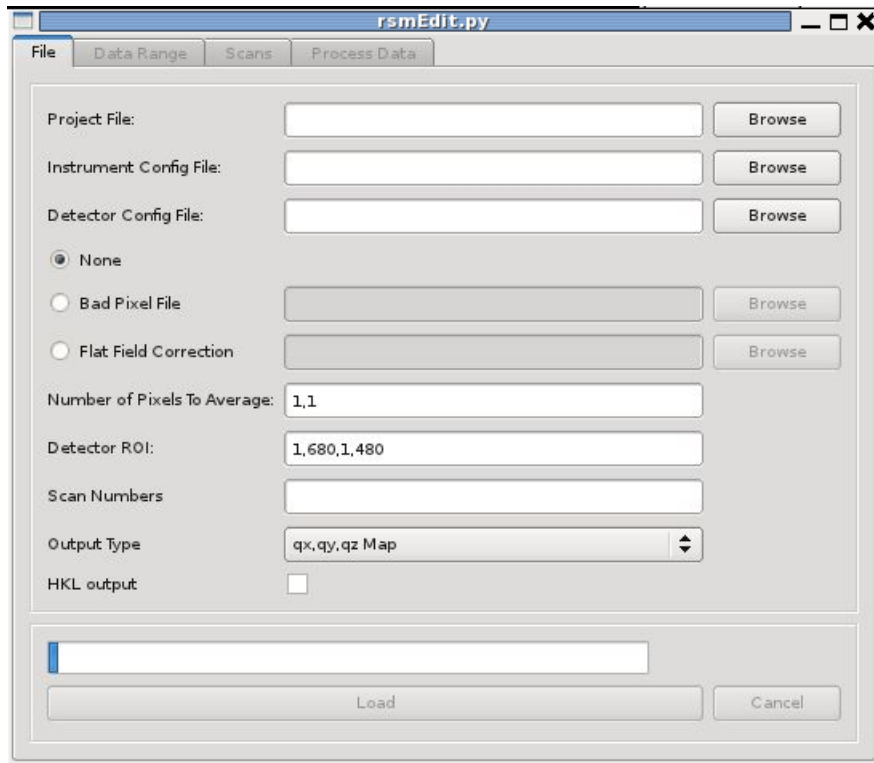 rsmEdit.py
File Data Range Scans Process Data
Project File: Browse
Instrument Config File: Browse
Detector Config File: Browse
None
Bad Pixel File Browse
Flat Field Correction Browse
Number of Pixels To Average: 1,1
Detector ROI: 1,680,1,480
Scan Numbers
Output Type qx,qy,qz Map
HKL output
Load Cancel